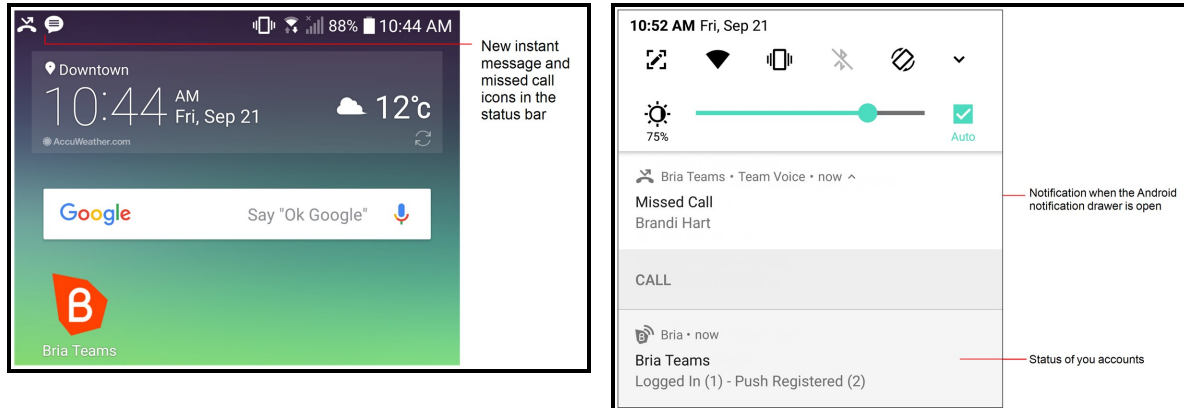 88% 10:44 AM
Downtown
10:44 AM
Fri, Sep 21
12°c
AccuWeather.com
Google Say "Ok Google"
B
Bria Teams
New instant
message and
missed call
icons in the
status bar
10:52 AM Fri, Sep 21
75%
Auto
Bria Teams • Team Voice • now
Missed Call
Brandi Hart
CALL
B Bria • now
Bria Teams
Logged In (1) - Push Registered (2)
Notification when the Android
notification drawer is open
Status of you accounts